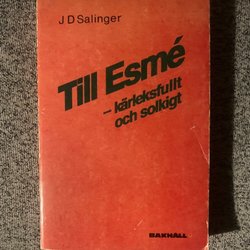 J D Salinger
Till Esmé
– kärleksfullt
och solkigt
BAKHÅLL